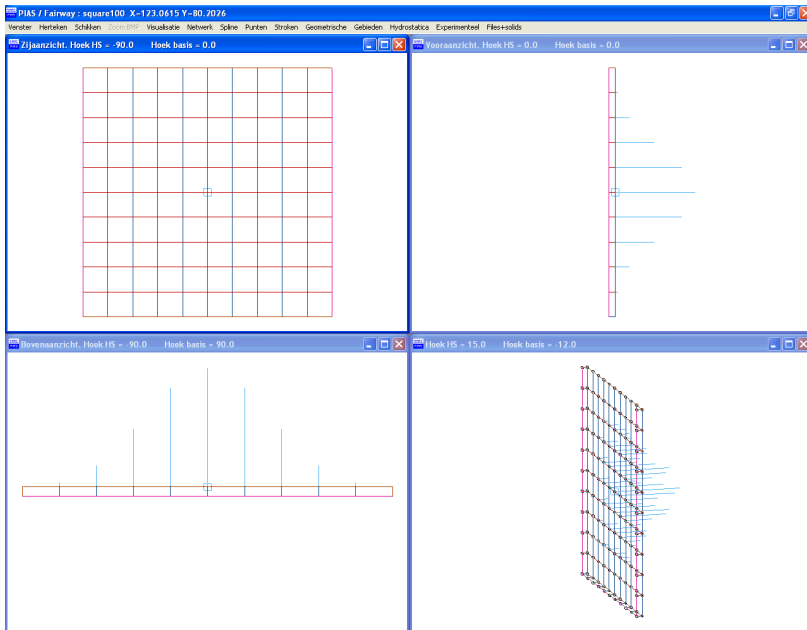 PIAS / Fairway : square100 X-123.0615 Y-80.2026
Venster Herteken Schikken Zoom BMP Visualisatie Netwerk Spline Punten Stroken Geometrische Gebieden Hydrostatica Experimenteel Files+solids
Zijaanzicht. Hoek HS = -90.0 Hoek basis = 0.0
Vooraanzicht. Hoek HS = 0.0 Hoek basis = 0.0
Bovenaanzicht. Hoek HS = -90.0 Hoek basis = 90.0
Hoek HS = 15.0 Hoek basis = -12.0